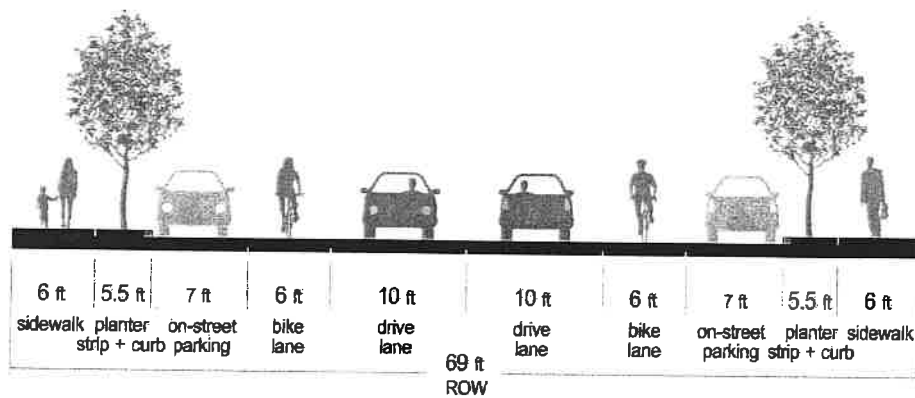 6 ft 5.5 ft 7 ft 6 ft 10 ft 10 ft 6 ft 7 ft 5.5 ft 6 ft
sidewalk planter on-street bike drive drive bike on-street planter sidewalk
strip + curb parking lane lane lane lane parking strip + curb
69 ft
ROW